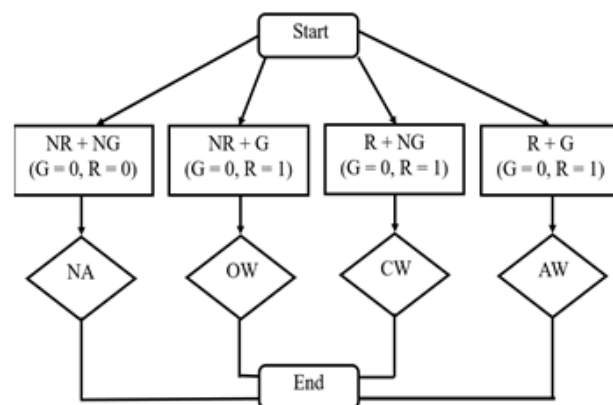 Start
NR + NG
(G = 0, R = 0)
NR + G
(G = 0, R = 1)
R + NG
(G = 0, R = 1)
R + G
(G = 0, R = 1)
NA
OW
CW
AW
End